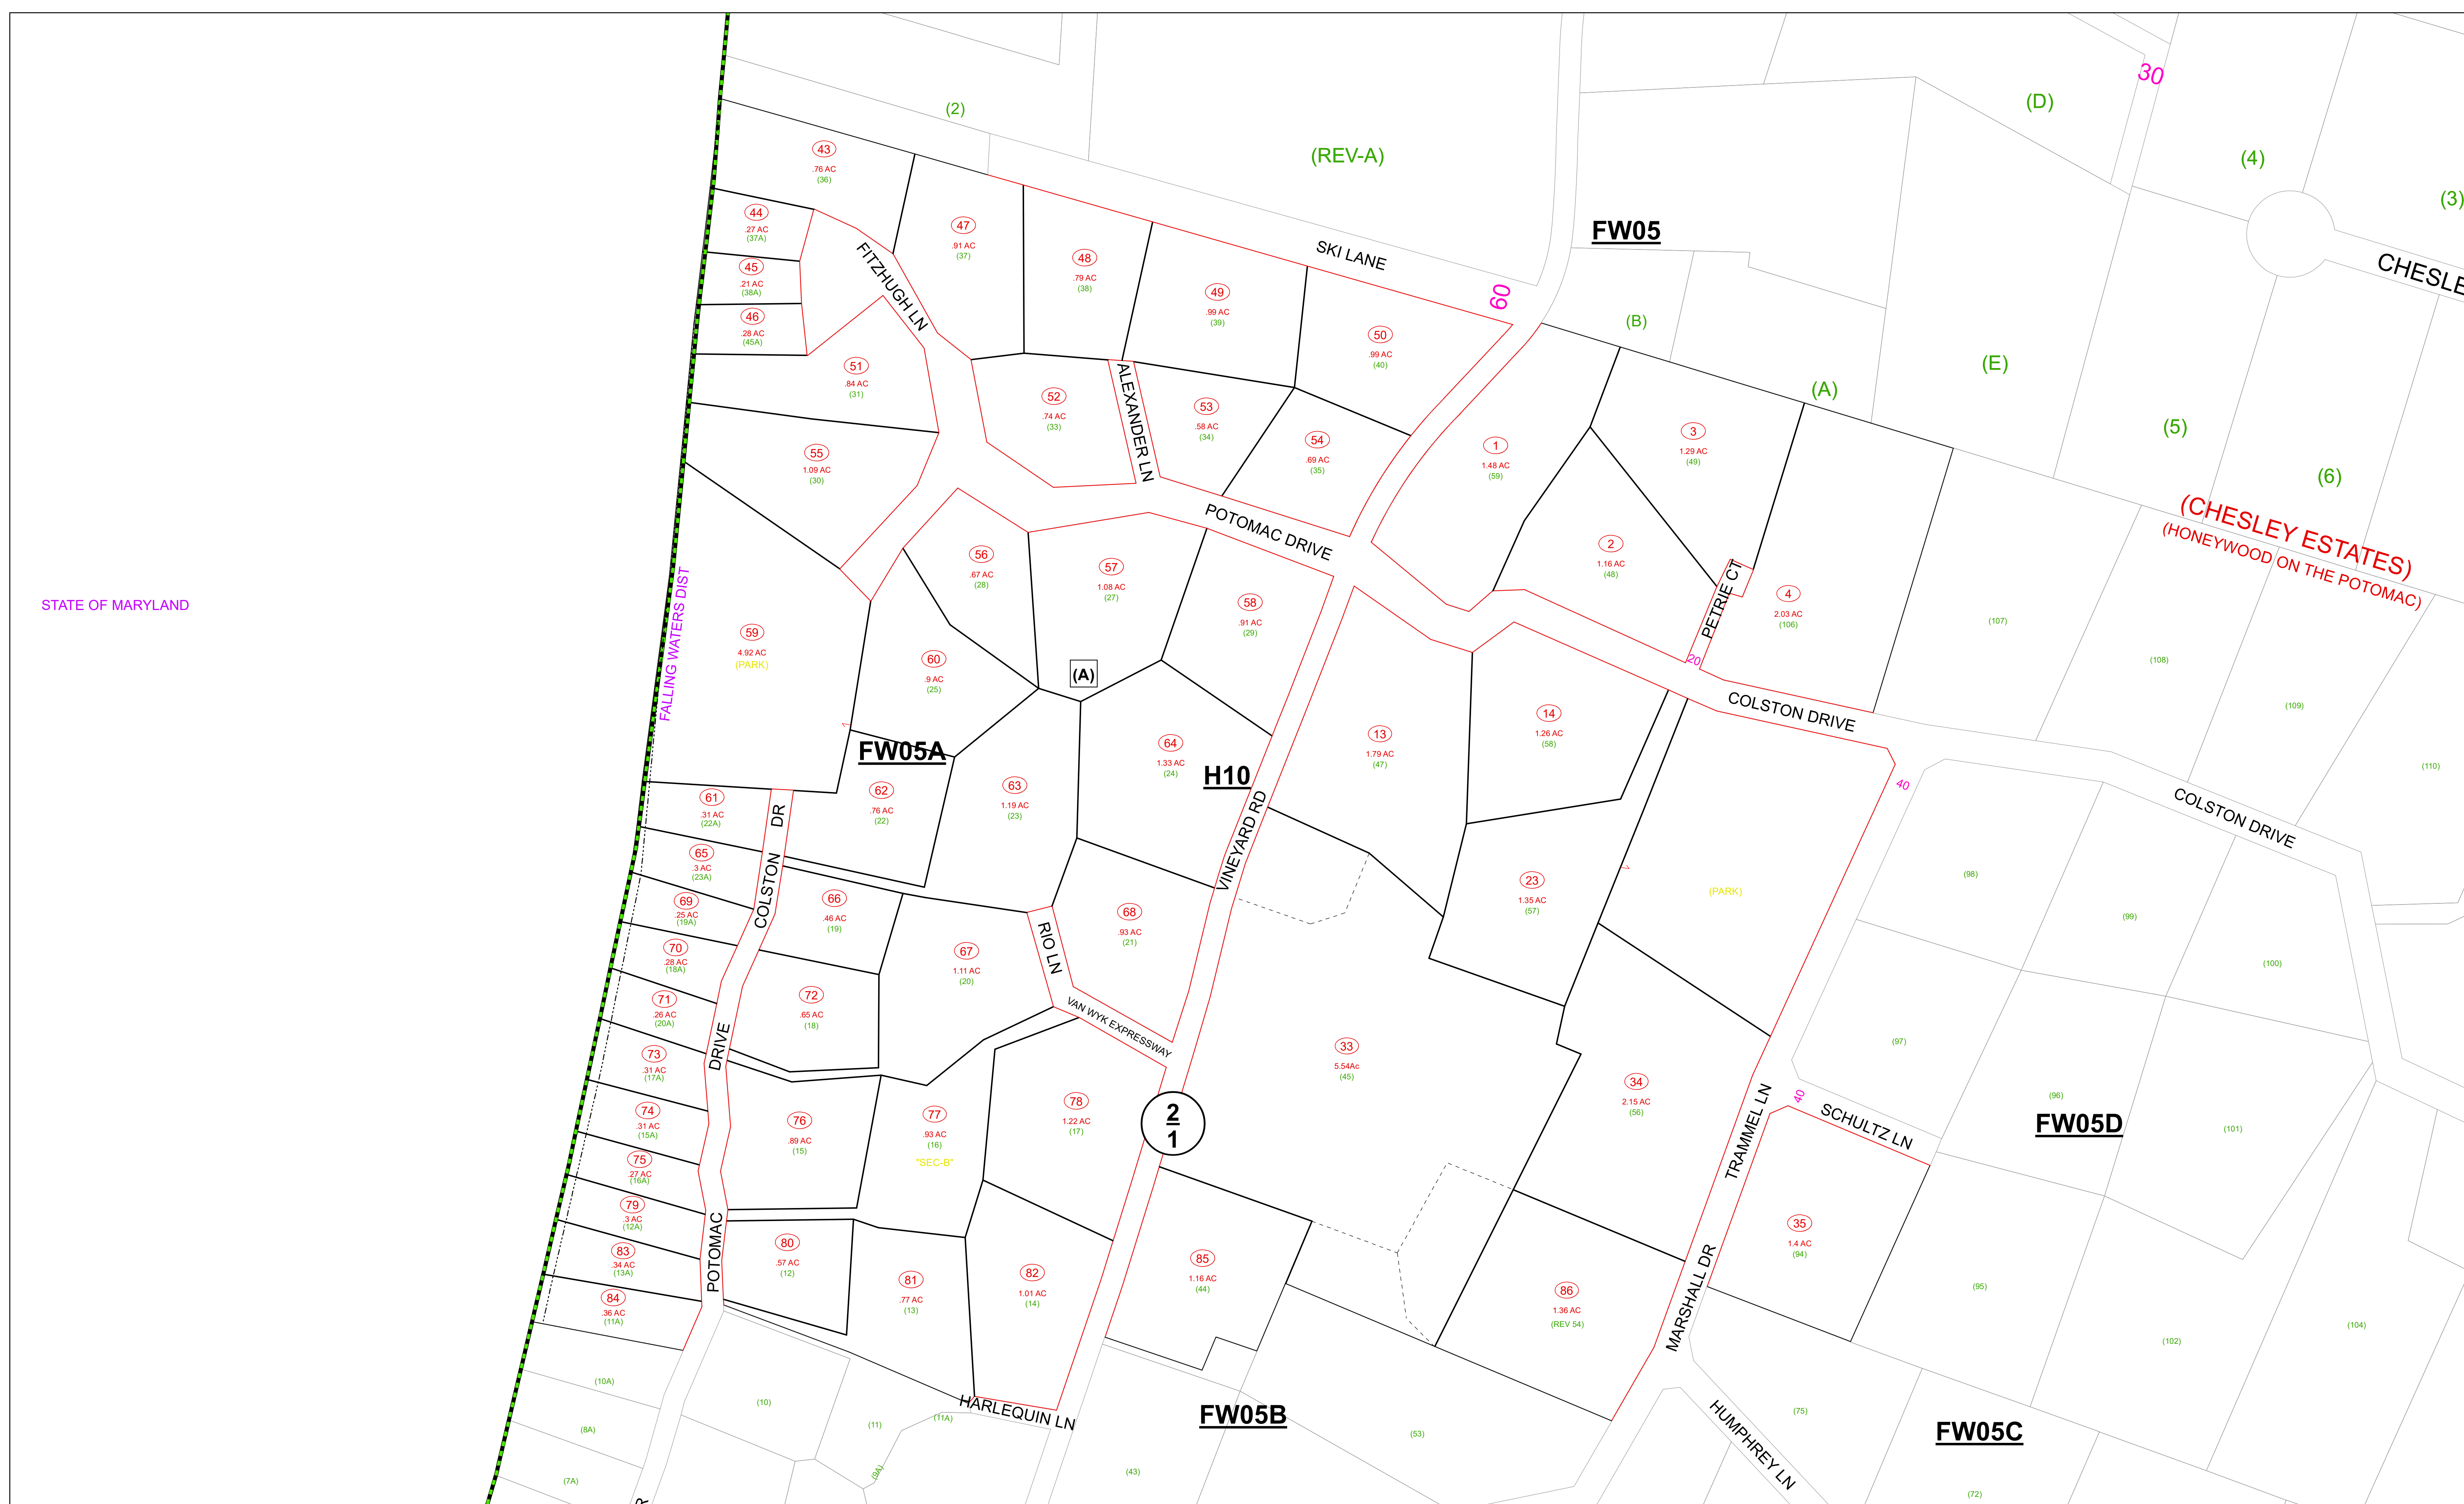 30
(2)
(D)
(REV-A)
(4)
(3)
43
.76 AC
(36)
44
.27 AC
(37A)
47
.91 AC
(37)
FW05
FITZHUGH LN
48
.79 AC
(38)
SKI LANE
CHESLE
45
.21 AC
(38A)
49
.99 AC
(39)
60
46
.28 AC
(45A)
50
.99 AC
(40)
(B)
51
.84 AC
(31)
(E)
(A)
52
.74 AC
(33)
ALEXANDER LN
53
.58 AC
(34)
54
.69 AC
(35)
1
1.48 AC
(59)
3
1.29 AC
(49)
(5)
55
1.09 AC
(30)
(6)
POTOMAC DRIVE
(CHESLEY ESTATES)
(HONEYWOOD ON THE POTOMAC)
2
1.16 AC
(48)
56
.67 AC
(28)
57
1.08 AC
(27)
PETRIE CT
4
2.03 AC
(106)
STATE OF MARYLAND
FALLING WATERS DIST
58
.91 AC
(29)
(107)
59
4.92 AC
(PARK)
60
.9 AC
(25)
(A)
20
(108)
COLSTON DRIVE
(109)
13
1.79 AC
(47)
14
1.26 AC
(58)
64
1.33 AC
(24)
FW05A
H10
(110)
40
61
.31 AC
(22A)
COLSTON DR
62
.76 AC
(22)
63
1.19 AC
(23)
VINEYARD RD
COLSTON DRIVE
65
.3 AC
(23A)
23
1.35 AC
(57)
(PARK)
(98)
69
.25 AC
(19A)
66
.46 AC
(19)
68
.93 AC
(21)
(99)
RIO LN
70
.28 AC
(18A)
67
1.11 AC
(20)
(100)
71
.26 AC
(20A)
72
.65 AC
(18)
VAN WYK EXPRESSWAY
33
5.54Ac
(45)
(97)
73
.31 AC
(17A)
34
2.15 AC
(56)
TRAMMEL LN
40
(96)
SCHULTZ LN
FW05D
(101)
74
.31 AC
(15A)
76
.89 AC
(15)
77
.93 AC
(16)
"SEC-B"
78
1.22 AC
(17)
2
1
75
.27 AC
(16A)
79
.3 AC
(12A)
POTOMAC DRIVE
35
1.4 AC
(94)
83
.34 AC
(13A)
80
.57 AC
(12)
81
.77 AC
(13)
82
1.01 AC
(14)
85
1.16 AC
(44)
86
1.36 AC
(REV 54)
MARSHALL DR
(95)
84
.36 AC
(11A)
(104)
(102)
(10A)
(10)
HARLEQUIN LN
FW05B
(11)
(11A)
(8A)
(53)
(75)
HUMPHREY LN
FW05C
(7A)
(9A)
(43)
(72)
R